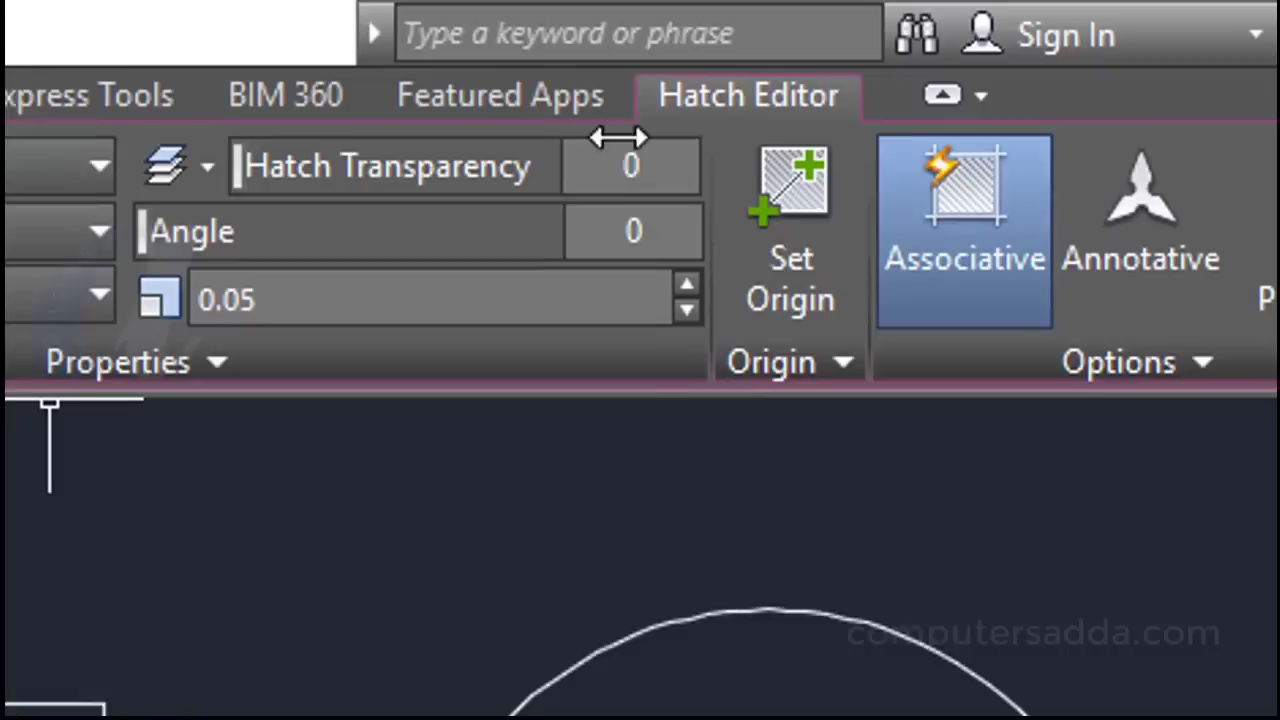 Type a keyword or phrase
Sign In
xpress Tools
BIM 360
Featured Apps
Hatch Editor
Hatch Transparency
0
Angle
0
0.05
Set
Origin
Associative
Annotative
P
Properties
Origin
Options
computersadda.com